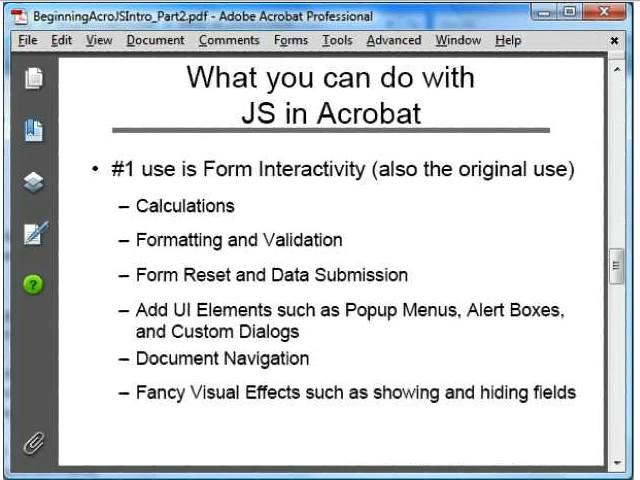 BeginningAcroJSIntro_Part2.pdf - Adobe Acrobat Professional
File Edit View Document Comments Forms Tools Advanced Window Help
What you can do with
JS in Acrobat
• #1 use is Form Interactivity (also the original use)
– Calculations
– Formatting and Validation
– Form Reset and Data Submission
– Add UI Elements such as Popup Menus, Alert Boxes,
and Custom Dialogs
– Document Navigation
– Fancy Visual Effects such as showing and hiding fields